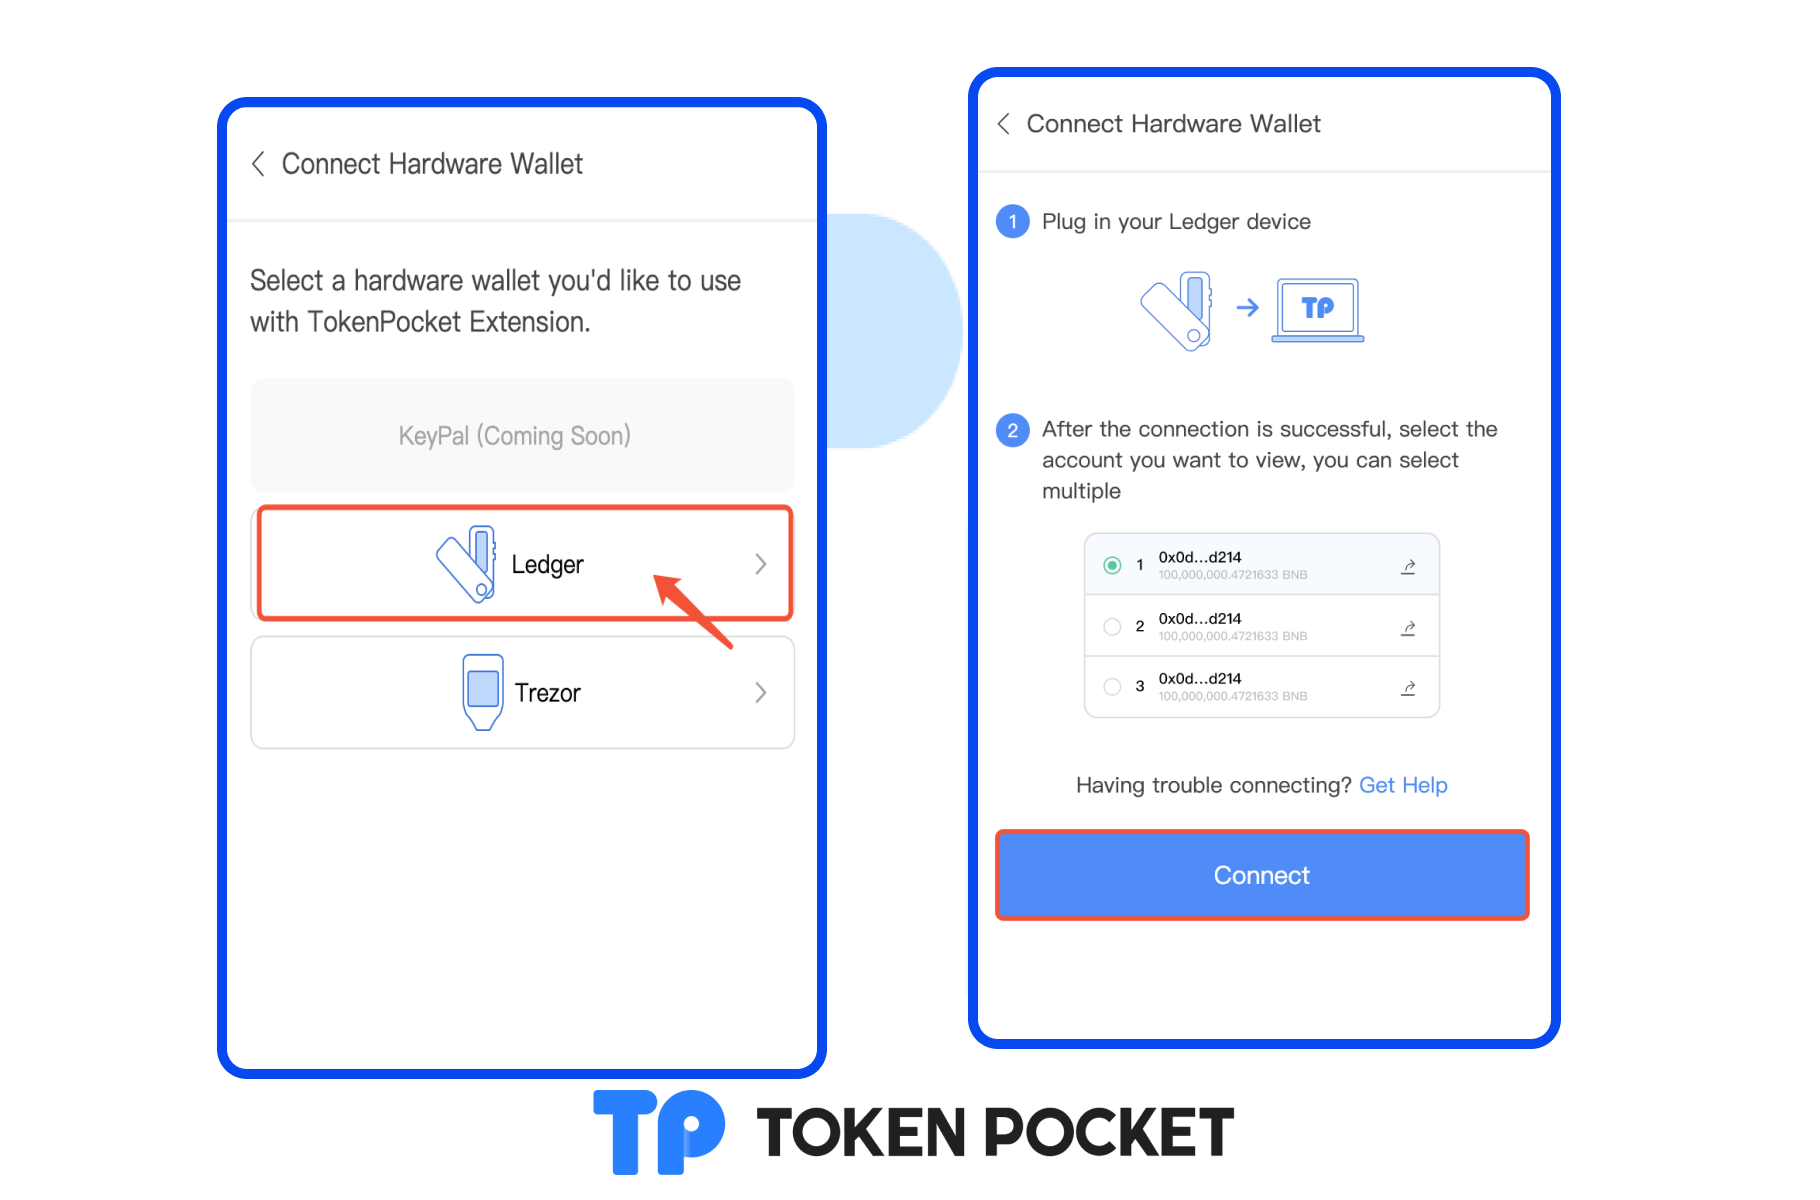 Connect Hardware Wallet
Select a hardware wallet you'd like to use
with TokenPocket Extension.
KeyPal (Coming Soon)
Ledger
Trezor
Connect Hardware Wallet
1 Plug in your Ledger device
TP
2 After the connection is successful, select the
account you want to view, you can select
multiple
1 0x0d...d214
100,000,000.4721633 BNB
2 0x0d...d214
100,000,000.4721633 BNB
3 0x0d...d214
100,000,000.4721633 BNB
Having trouble connecting? Get Help
Connect
TP TOKEN POCKET